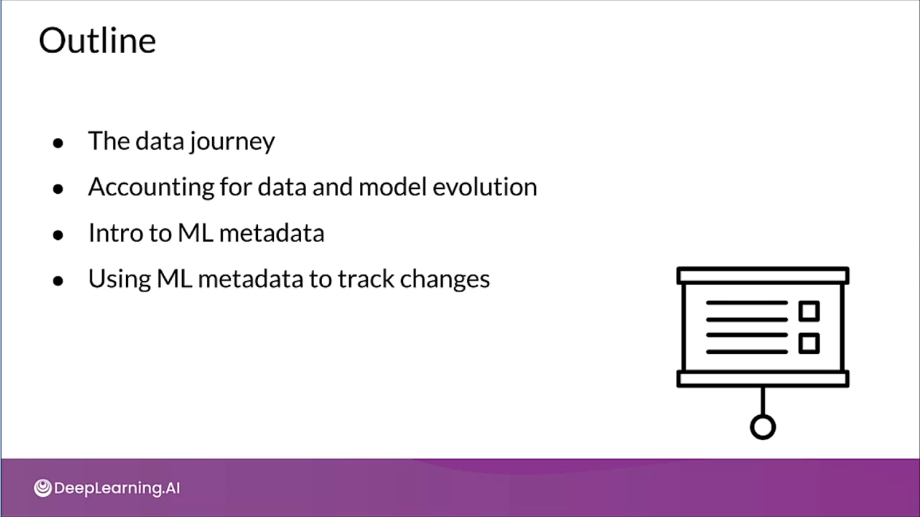 Outline
● The data journey
● Accounting for data and model evolution
● Intro to ML metadata
● Using ML metadata to track changes
DeepLearning.AI